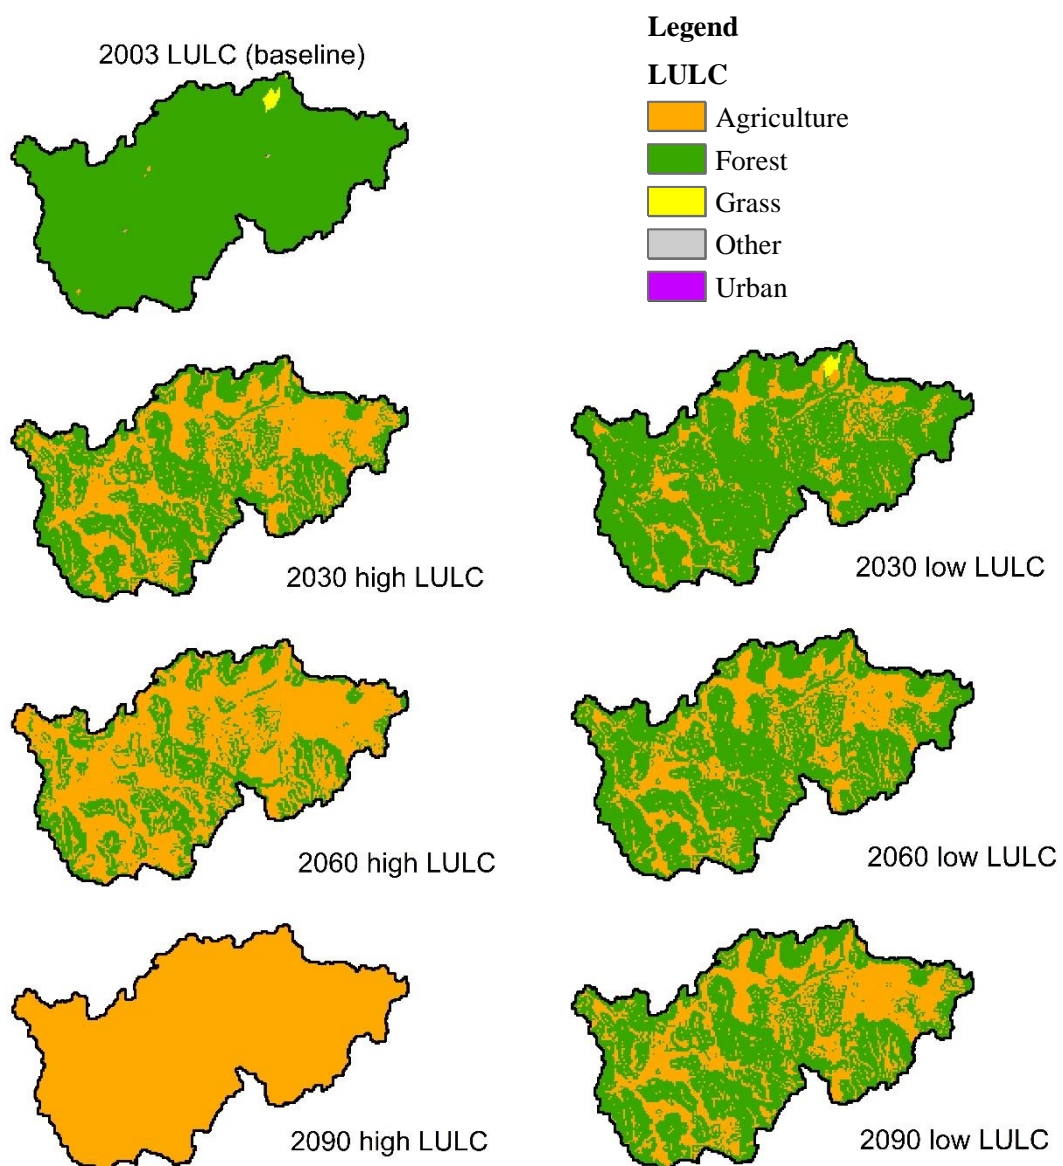 2003 LULC (baseline)
Legend
LULC
Agriculture
Forest
Grass
Other
Urban
2030 high LULC
2030 low LULC
2060 high LULC
2060 low LULC
2090 high LULC
2090 low LULC